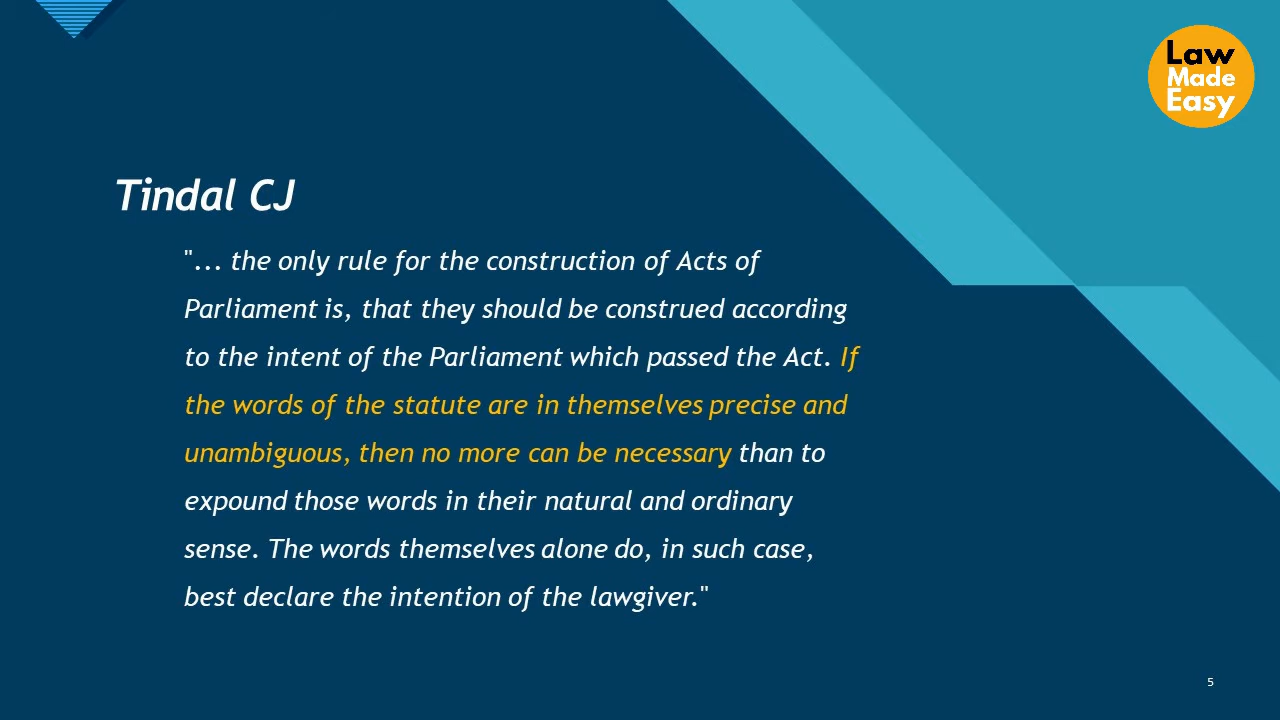 Law
Made
Easy
Tindal CJ
"... the only rule for the construction of Acts of
Parliament is, that they should be construed according
to the intent of the Parliament which passed the Act. If
the words of the statute are in themselves precise and
unambiguous, then no more can be necessary than to
expound those words in their natural and ordinary
sense. The words themselves alone do, in such case,
best declare the intention of the lawgiver."
5